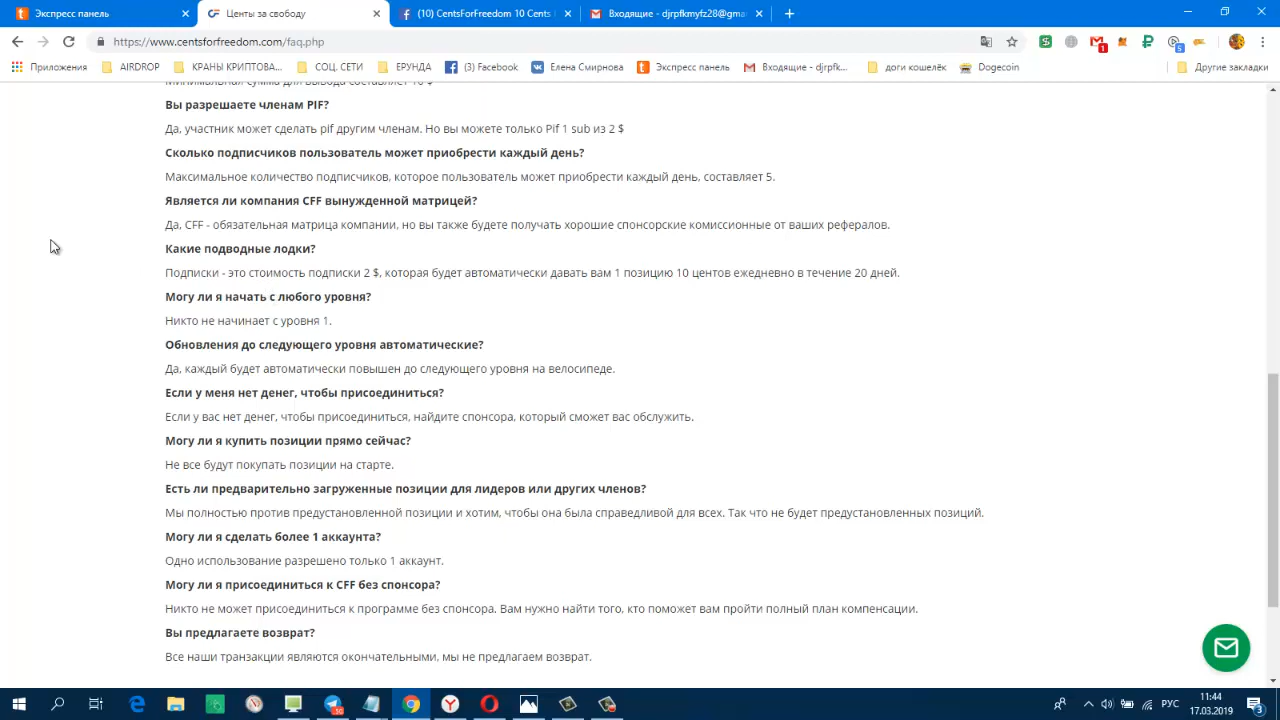 Экспресс панель
Центы за свободу
(10) CentsForFreedom 10 Cents
Входящие - djrpfkmyfz28@gma
https://www.centsforfreedom.com/faq.php
1
5
Приложения
AIRDROP
КРАНЫ КРИПТОВА...
СОЦ. СЕТИ
ЕРУНДА
(3) Facebook
Елена Смирнова
Экспресс панель
Входящие - djrpfk...
доги кошелёк
Dogecoin
Другие закладки
Минимальная сумма для вывода составляет 10 $
Вы разрешаете членам PIF?
Да, участник может сделать pif другим членам. Но вы можете только Pif 1 sub из 2 $
Сколько подписчиков пользователь может приобрести каждый день?
Максимальное количество подписчиков, которое пользователь может приобрести каждый день, составляет 5.
Является ли компания CFF вынужденной матрицей?
Да, CFF - обязательная матрица компании, но вы также будете получать хорошие спонсорские комиссионные от ваших рефералов.
Какие подводные лодки?
Подписки - это стоимость подписки 2 $, которая будет автоматически давать вам 1 позицию 10 центов ежедневно в течение 20 дней.
Могу ли я начать с любого уровня?
Никто не начинает с уровня 1.
Обновления до следующего уровня автоматические?
Да, каждый будет автоматически повышен до следующего уровня на велосипеде.
Если у меня нет денег, чтобы присоединиться?
Если у вас нет денег, чтобы присоединиться, найдите спонсора, который сможет вас обслужить.
Могу ли я купить позиции прямо сейчас?
Не все будут покупать позиции на старте.
Есть ли предварительно загруженные позиции для лидеров или других членов?
Мы полностью против предустановленной позиции и хотим, чтобы она была справедливой для всех. Так что не будет предустановленных позиций.
Могу ли я сделать более 1 аккаунта?
Одно использование разрешено только 1 аккаунт.
Могу ли я присоединиться к CFF без спонсора?
Никто не может присоединиться к программе без спонсора. Вам нужно найти того, кто поможет вам пройти полный план компенсации.
Вы предлагаете возврат?
Все наши транзакции являются окончательными, мы не предлагаем возврат.
РУС
11:44
17.03.2019
3